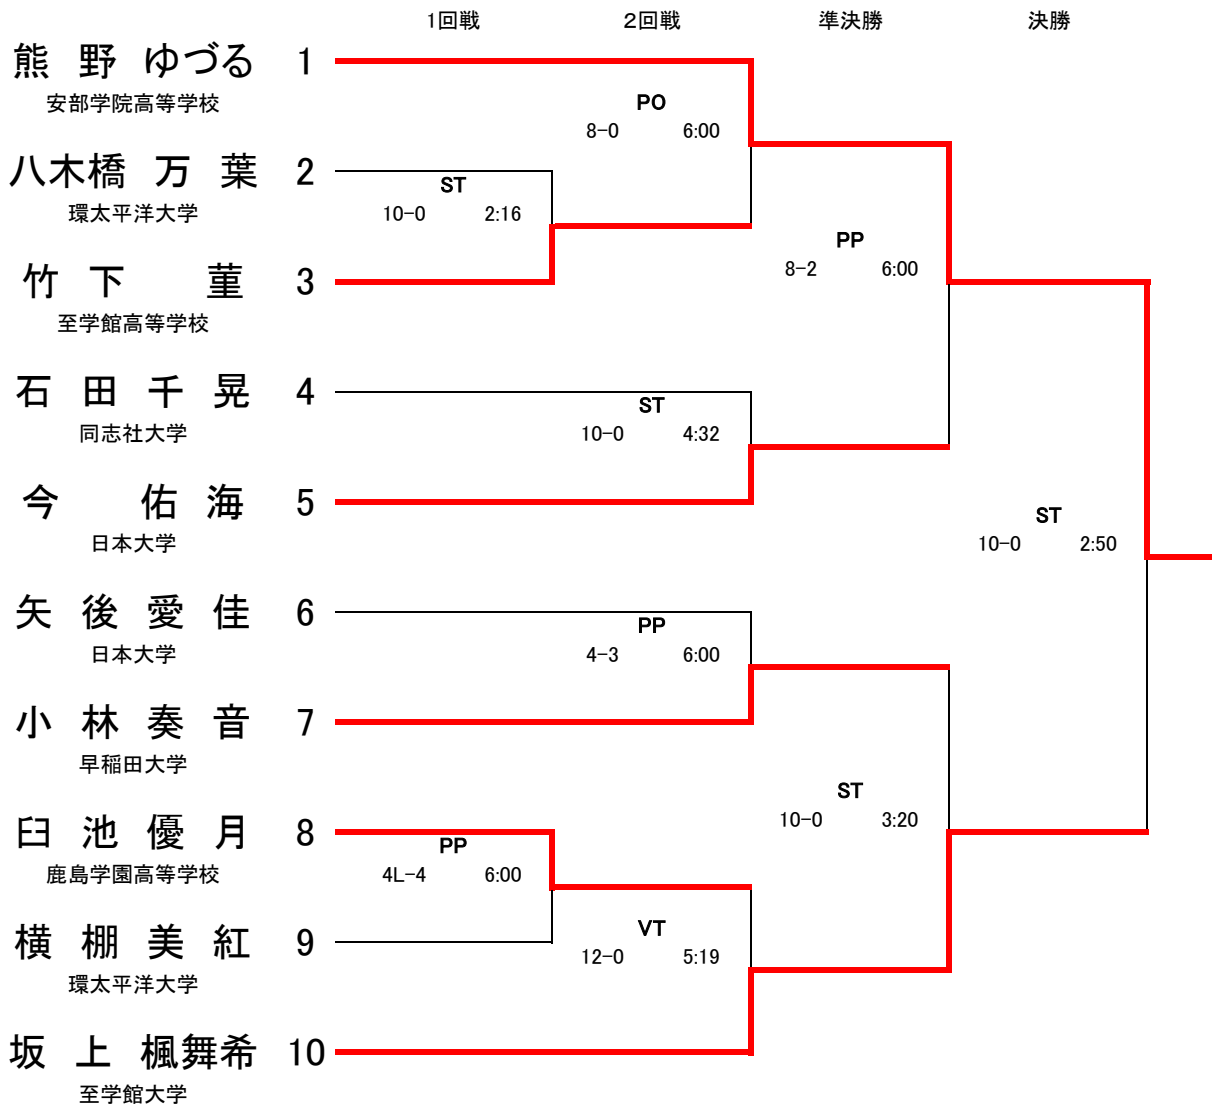 1回戦 2回戦 準決勝 決勝
熊 野 ゆづる 1
安部学院高等学校
PO
8-0 6:00
八木橋 万 葉 2
環太平洋大学
ST
10-0 2:16
竹 下 菫 3
至学館高等学校
PP
8-2 6:00
石 田 千 晃 4
同志社大学
ST
10-0 4:32
今 佑 海 5
日本大学
ST
10-0 2:50
矢 後 愛 佳 6
日本大学
PP
4-3 6:00
小 林 奏 音 7
早稲田大学
ST
10-0 3:20
臼 池 優 月 8
鹿島学園高等学校
PP
4L-4 6:00
横 棚 美 紅 9
環太平洋大学
VT
12-0 5:19
坂 上 楓舞希 10
至学館大学